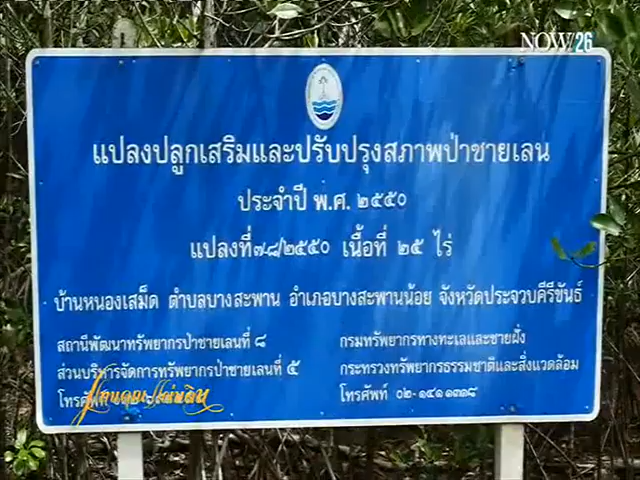 NOW26
แปลงปลูกเสริมและปรับปรุงสภาพป่าชายเลน
ประจำปี พ.ศ. ๒๕๕๐
แปลงที่ ๗-๘/๒๕๕๐ เนื้อที่ ๒๕ ไร่
บ้านหนองเสม็ด ตำบลบางสะพาน อำเภอบางสะพานน้อย จังหวัดประจวบคีรีขันธ์
สถานีพัฒนาทรัพยากรป่าชายเลนที่ ๘ กรมทรัพยากรทางทะเลและชายฝั่ง
ส่วนบริหารจัดการทรัพยากรป่าชายเลนที่ ๕ กระทรวงทรัพยากรธรรมชาติและสิ่งแวดล้อม
โทรศัพท์ โทรศัพท์ ๐๒-๑๔๑๑๓๓๘